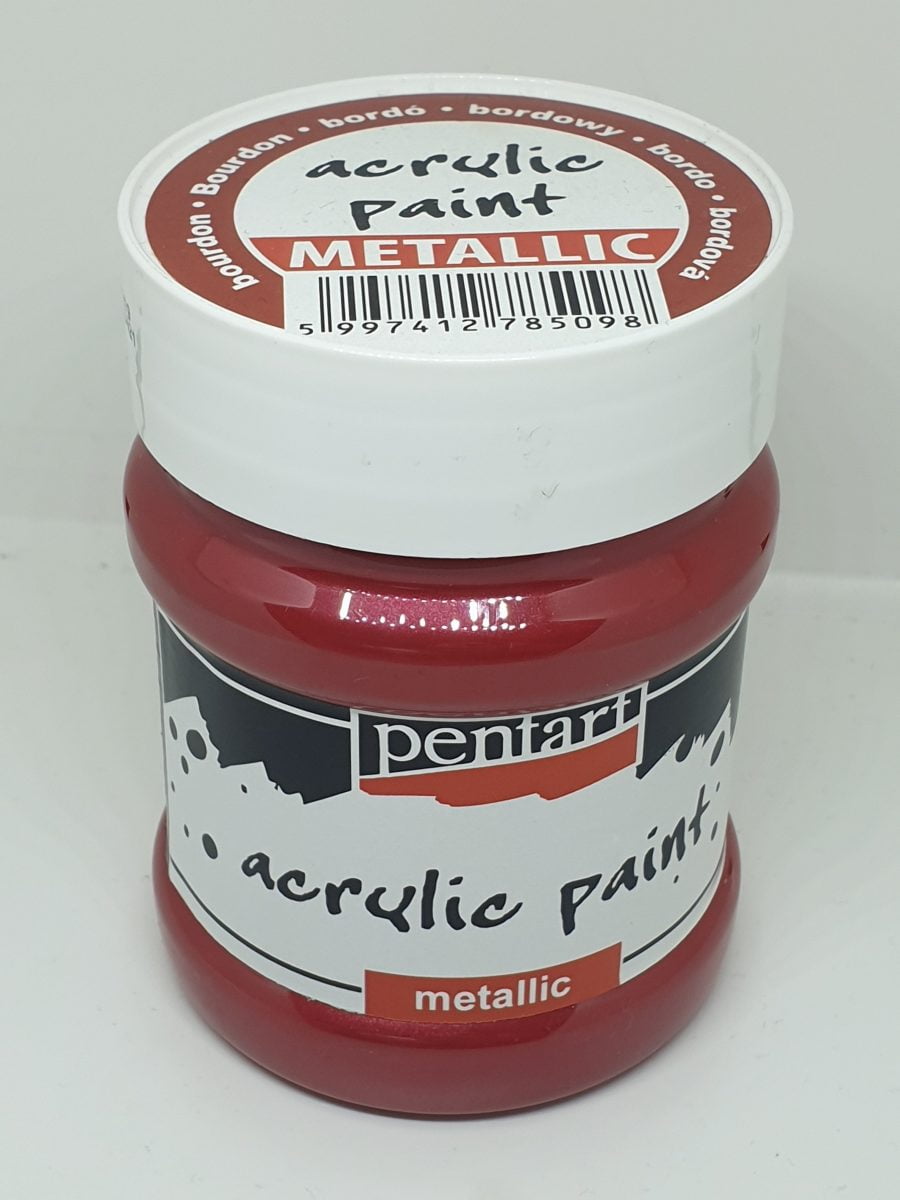 bourdon • Bourdon • bordó • bordowy • bordo • bordová
acrylic
paint
METALLIC
5 997412 785098
pentart
acrylic paint
metallic